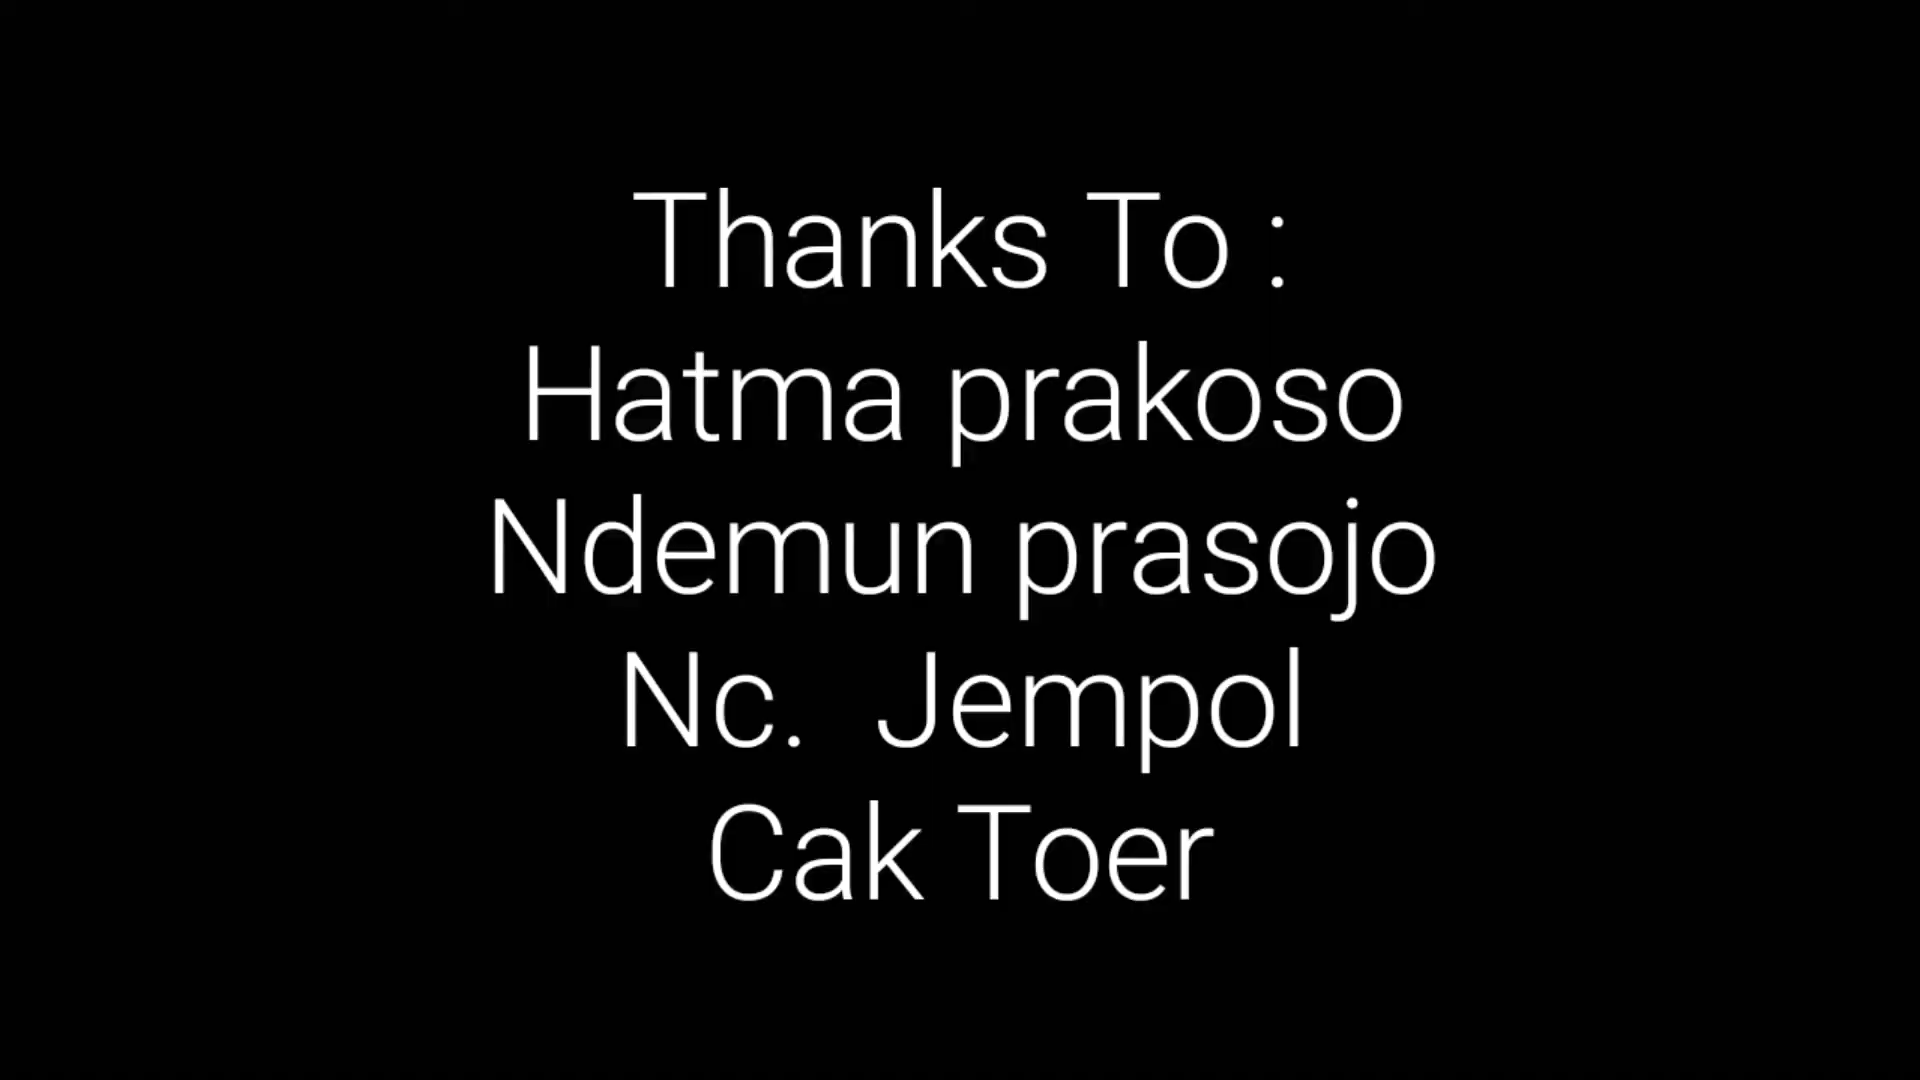 Thanks To :
Hatma prakoso
Ndemun prasojo
Nc.  Jempol
Cak Toer